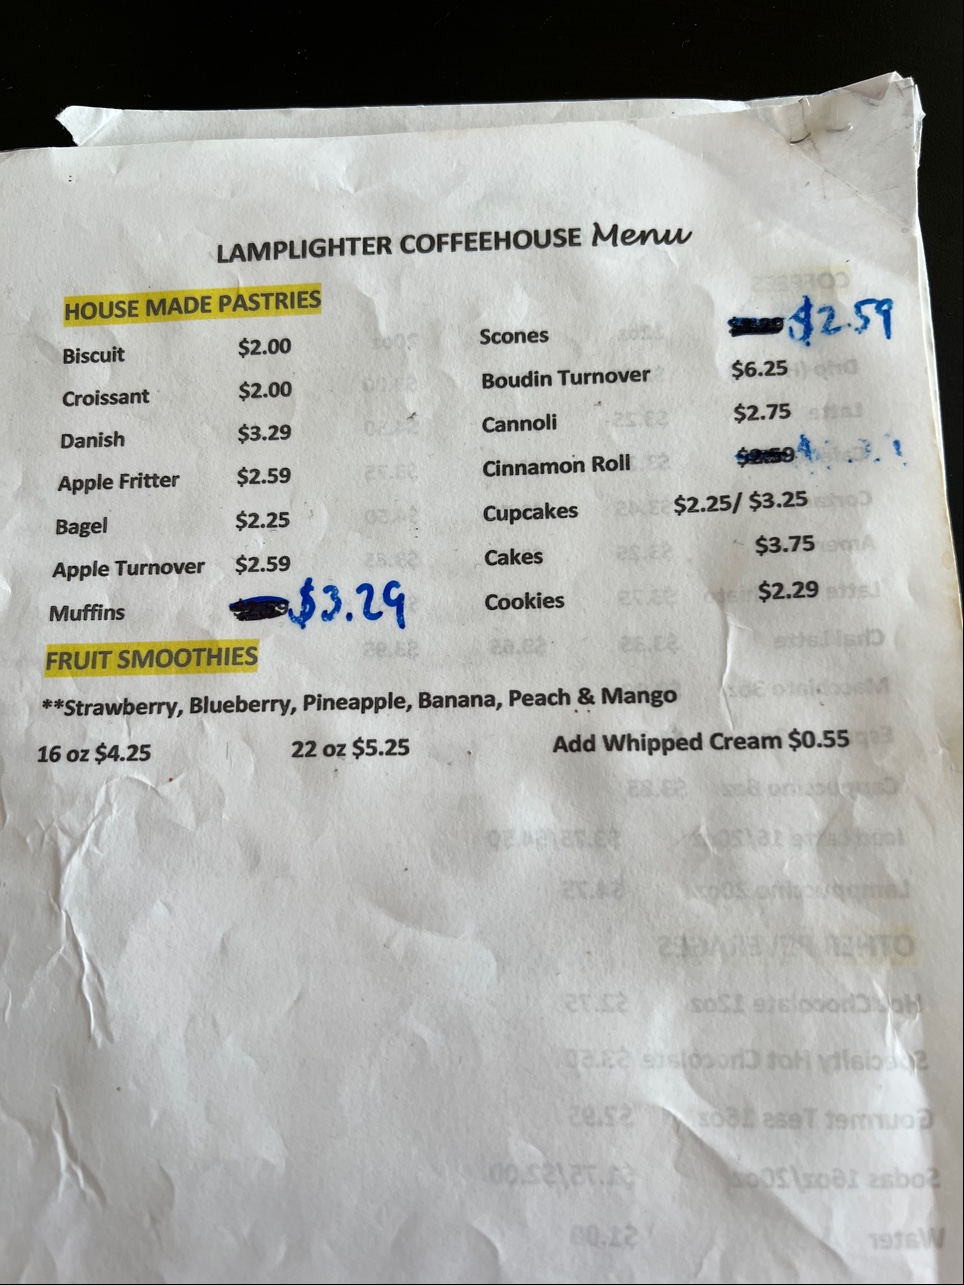 LAMPLIGHTER COFFEEHOUSE Menu
HOUSE MADE PASTRIES
Biscuit $2.00
Croissant $2.00
Danish $3.29
Apple Fritter $2.59
Bagel $2.25
Apple Turnover $2.59
Muffins $3.29
Scones $2.59
Boudin Turnover $6.25
Cannoli $2.75
Cinnamon Roll
Cupcakes $2.25/ $3.25
Cakes $3.75
Cookies $2.29
FRUIT SMOOTHIES
**Strawberry, Blueberry, Pineapple, Banana, Peach & Mango
16 oz $4.25 22 oz $5.25 Add Whipped Cream $0.55